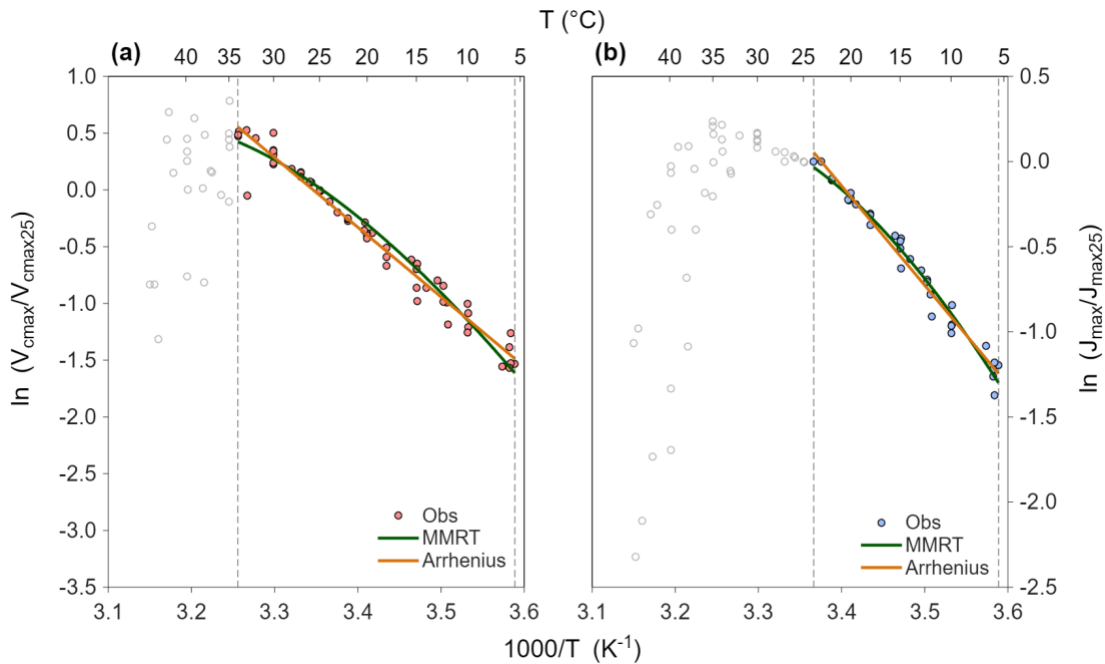 T (°C)
(a) 40 35 30 25 20 15 10 5
(b) 40 35 30 25 20 15 10 5
1.0
0.5
0.0
-0.5
-1.0
-1.5
-2.0
-2.5
-3.0
-3.5
ln (Vcmax/Vcmax25)
Obs
MMRT
Arrhenius
3.1 3.2 3.3 3.4 3.5 3.6
0.5
0.0
-0.5
-1.0
-1.5
-2.0
-2.5
ln (Jmax/Jmax25)
Obs
MMRT
Arrhenius
3.1 3.2 3.3 3.4 3.5 3.6
1000/T (K⁻¹)